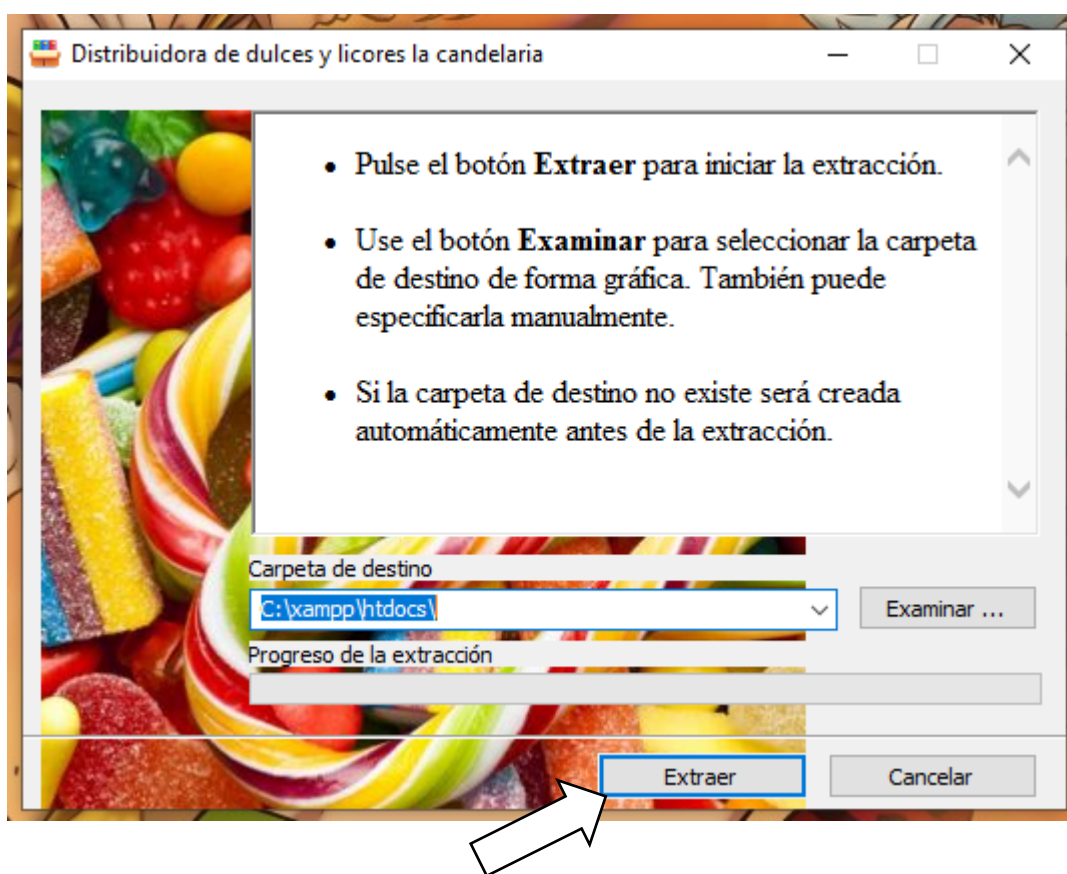 Distribuidora de dulces y licores la candelaria
• Pulse el botón Extraer para iniciar la extracción.
• Use el botón Examinar para seleccionar la carpeta
de destino de forma gráfica. También puede
especificarla manualmente.
• Si la carpeta de destino no existe será creada
automáticamente antes de la extracción.
Carpeta de destino
C:\xampp\htdocs\
Examinar ...
Progreso de la extracción
Extraer
Cancelar